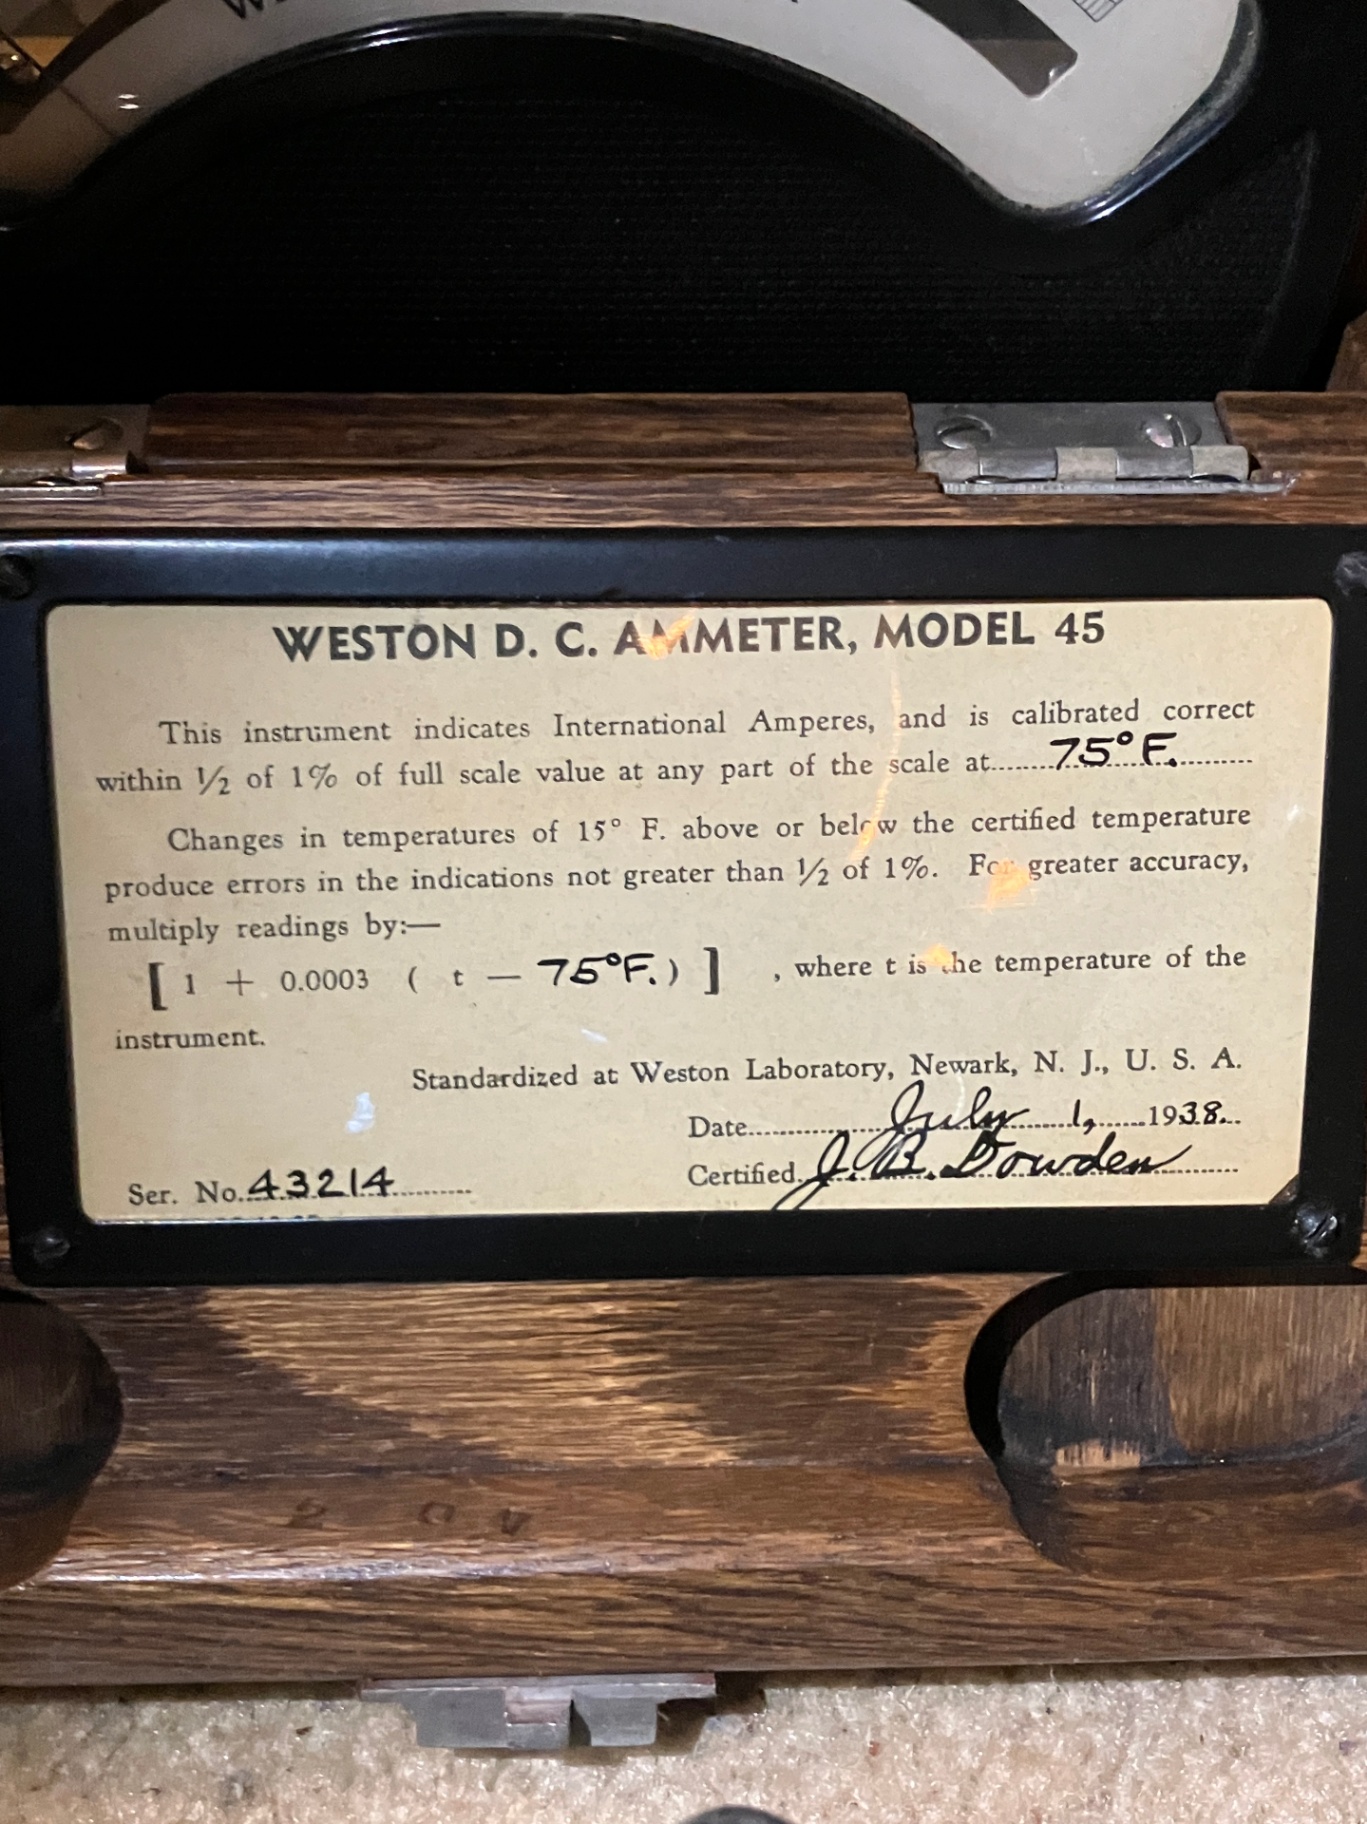 WESTON D. C. AMMETER, MODEL 45
This instrument indicates International Amperes, and is calibrated correct
within 1/2 of 1% of full scale value at any part of the scale at........75°F.............
Changes in temperatures of 15° F. above or below the certified temperature
produce errors in the indications not greater than 1/2 of 1%. For greater accuracy,
multiply readings by:—
[ 1 + 0.0003 ( t — 75°F. ) ] , where t is the temperature of the
instrument.
Standardized at Weston Laboratory, Newark, N. J., U. S. A.
Date..................July 1,.......1938...
Certified..J. B. Dowden........
Ser. No. 43214...........